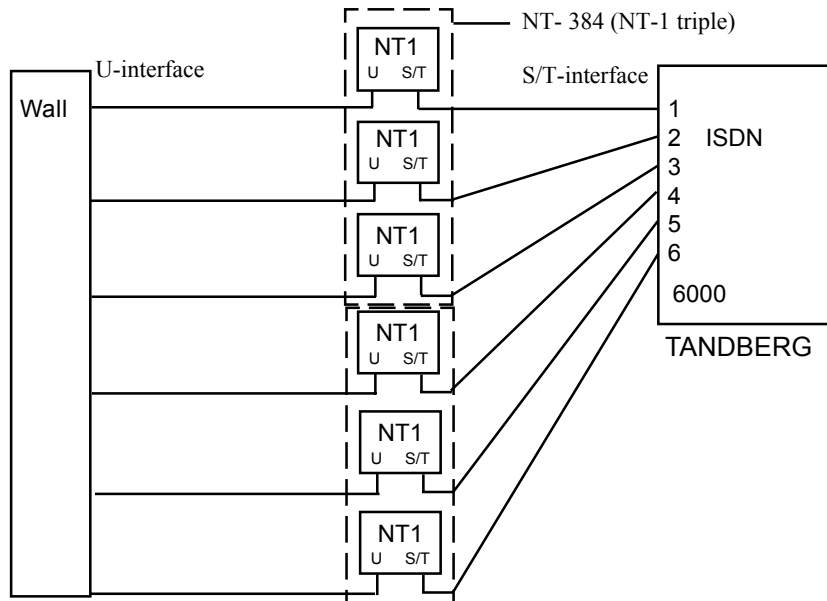 NT- 384 (NT-1 triple)
U-interface
S/T-interface
Wall
NT1
U S/T
NT1
U S/T
NT1
U S/T
NT1
U S/T
NT1
U S/T
NT1
U S/T
1
2 ISDN
3
4
5
6
6000
TANDBERG